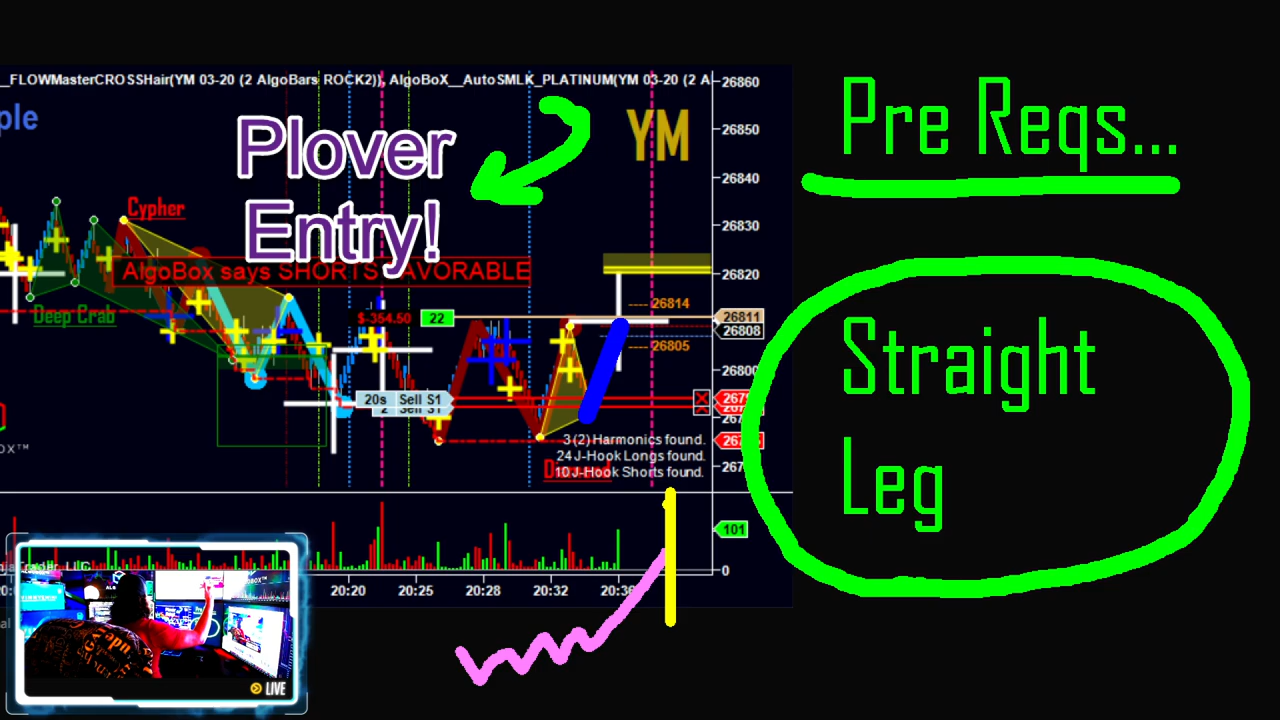 _FLOWMasterCROSSHair(YM 03-20 (2 AlgoBars ROCK2)), AlgoBoX__AutoSMLK_PLATINUM(YM 03-20 (2 A
26860
ple
Plover
Entry!
YM
Pre Reqs...
26850
26840
26830
Cypher
AlgoBox says SHORTS FAVORABLE
26820
Deep Crab
26814
$-354.50
22
26811
26808
26805
Straight
Leg
26800
20s Sell S1
2 Sell S1
3 (2) Harmonics found.
24 J-Hook Longs found.
10 J-Hook Shorts found.
101
0
20:20
20:25
20:28
20:32
20:36
LIVE